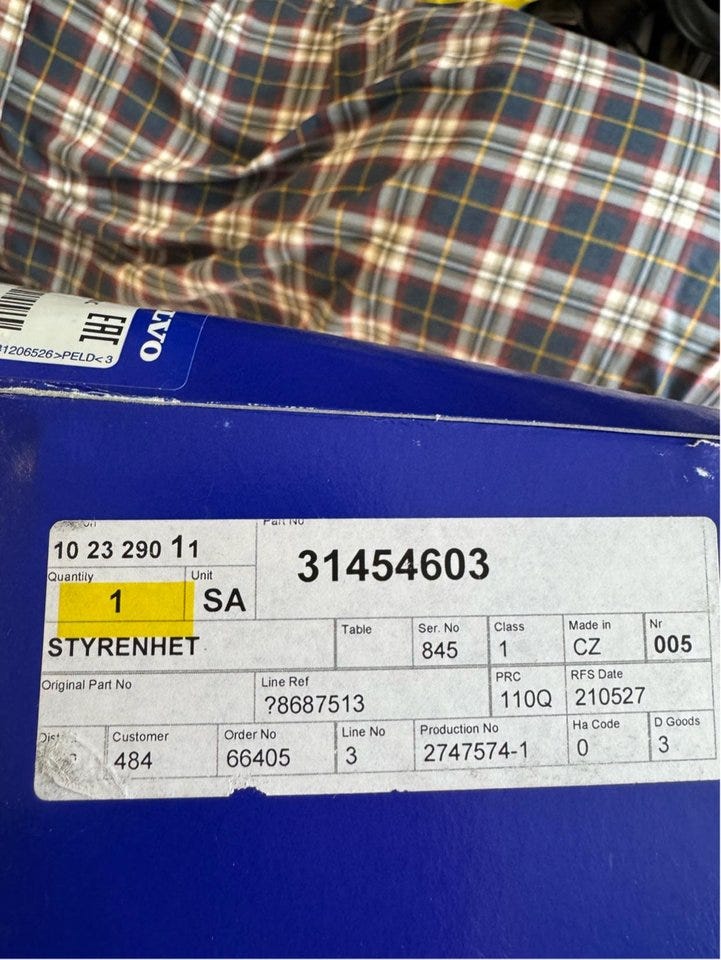 EAC
LVO
1206526>PELD<3
Part No
10 23 290 11
31454603
Quantity
Unit
1
SA
STYRENHET
Table
Ser. No
845
Class
1
Made in
CZ
Nr
005
Original Part No
Line Ref
?8687513
PRC
110Q
RFS Date
210527
Customer
484
Order No
66405
Line No
3
Production No
2747574-1
Ha Code
0
D Goods
3